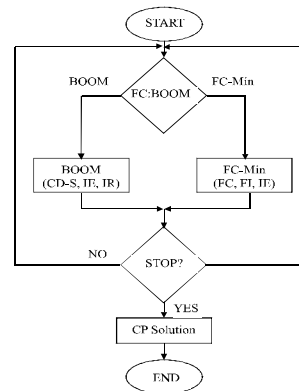 START
BOOM
FC-Min
FC:BOOM
BOOM
(CD-S, IE, IR)
FC-Min
(FC, FI, IE)
NO
STOP?
YES
CP Solution
END